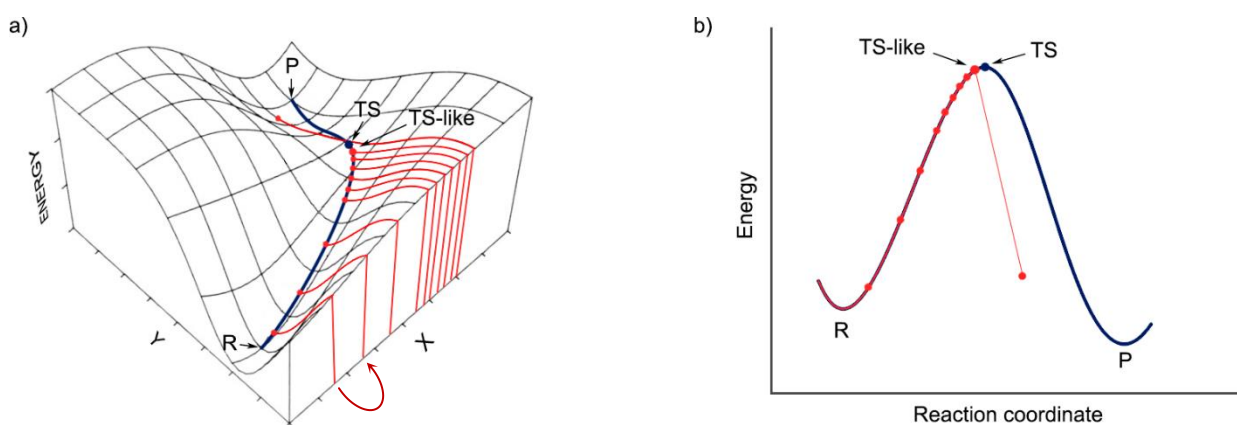 a)
P
TS
TS-like
ENERGY
R
Y
X
b)
TS-like
TS
Energy
R
P
Reaction coordinate